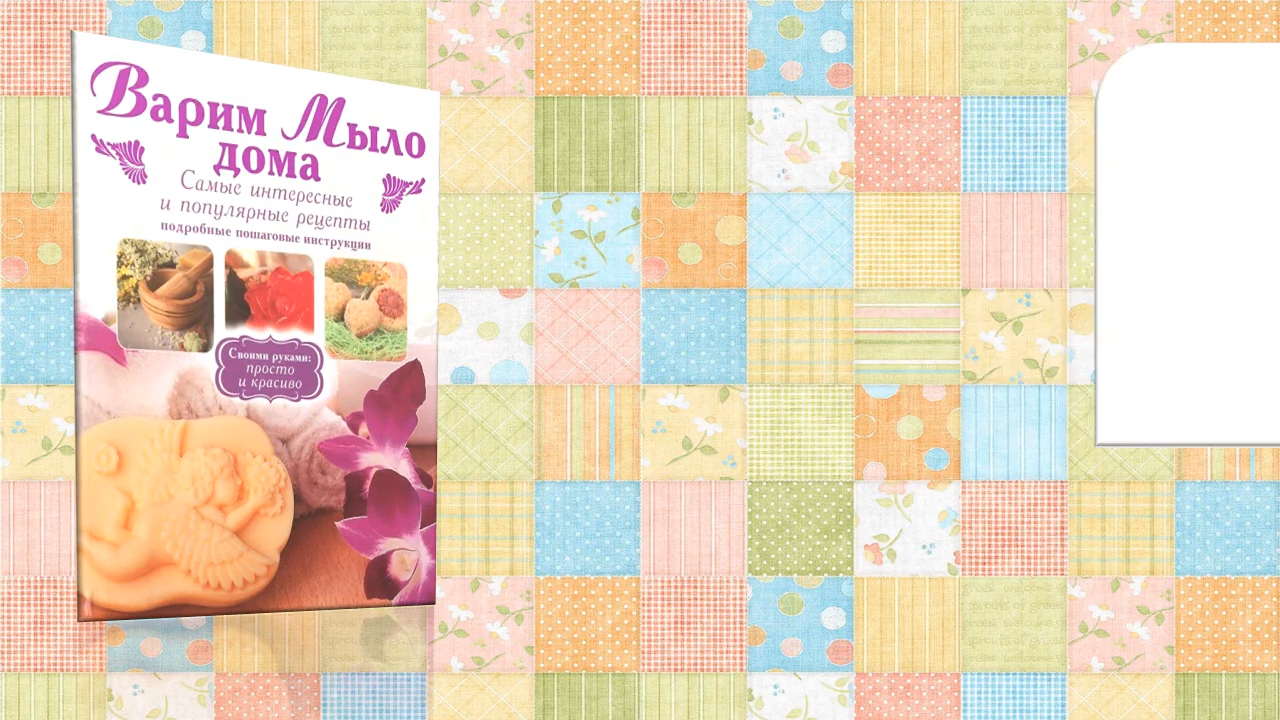 Варим Мыло
дома
Самые интересные
и популярные рецепты
подробные пошаговые инструкции
Своими руками:
просто
и красиво